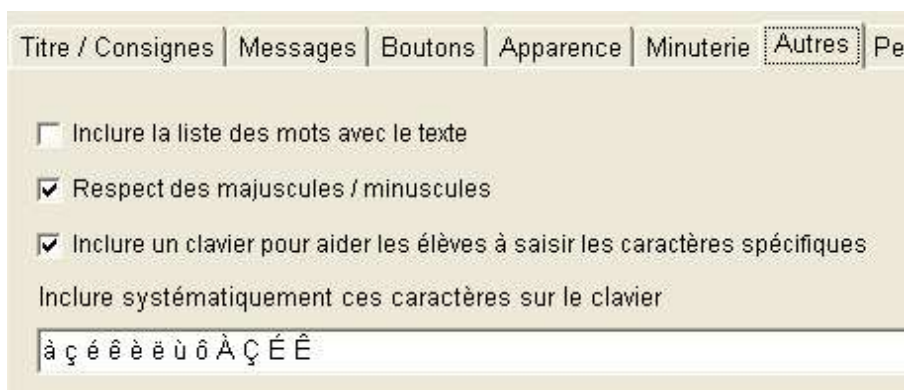 Titre / Consignes Messages Boutons Apparence Minuterie Autres Pe
Inclure la liste des mots avec le texte
Respect des majuscules / minuscules
Inclure un clavier pour aider les élèves à saisir les caractères spécifiques
Inclure systématiquement ces caractères sur le clavier
à ç é ê è ë ù ô À Ç É Ê